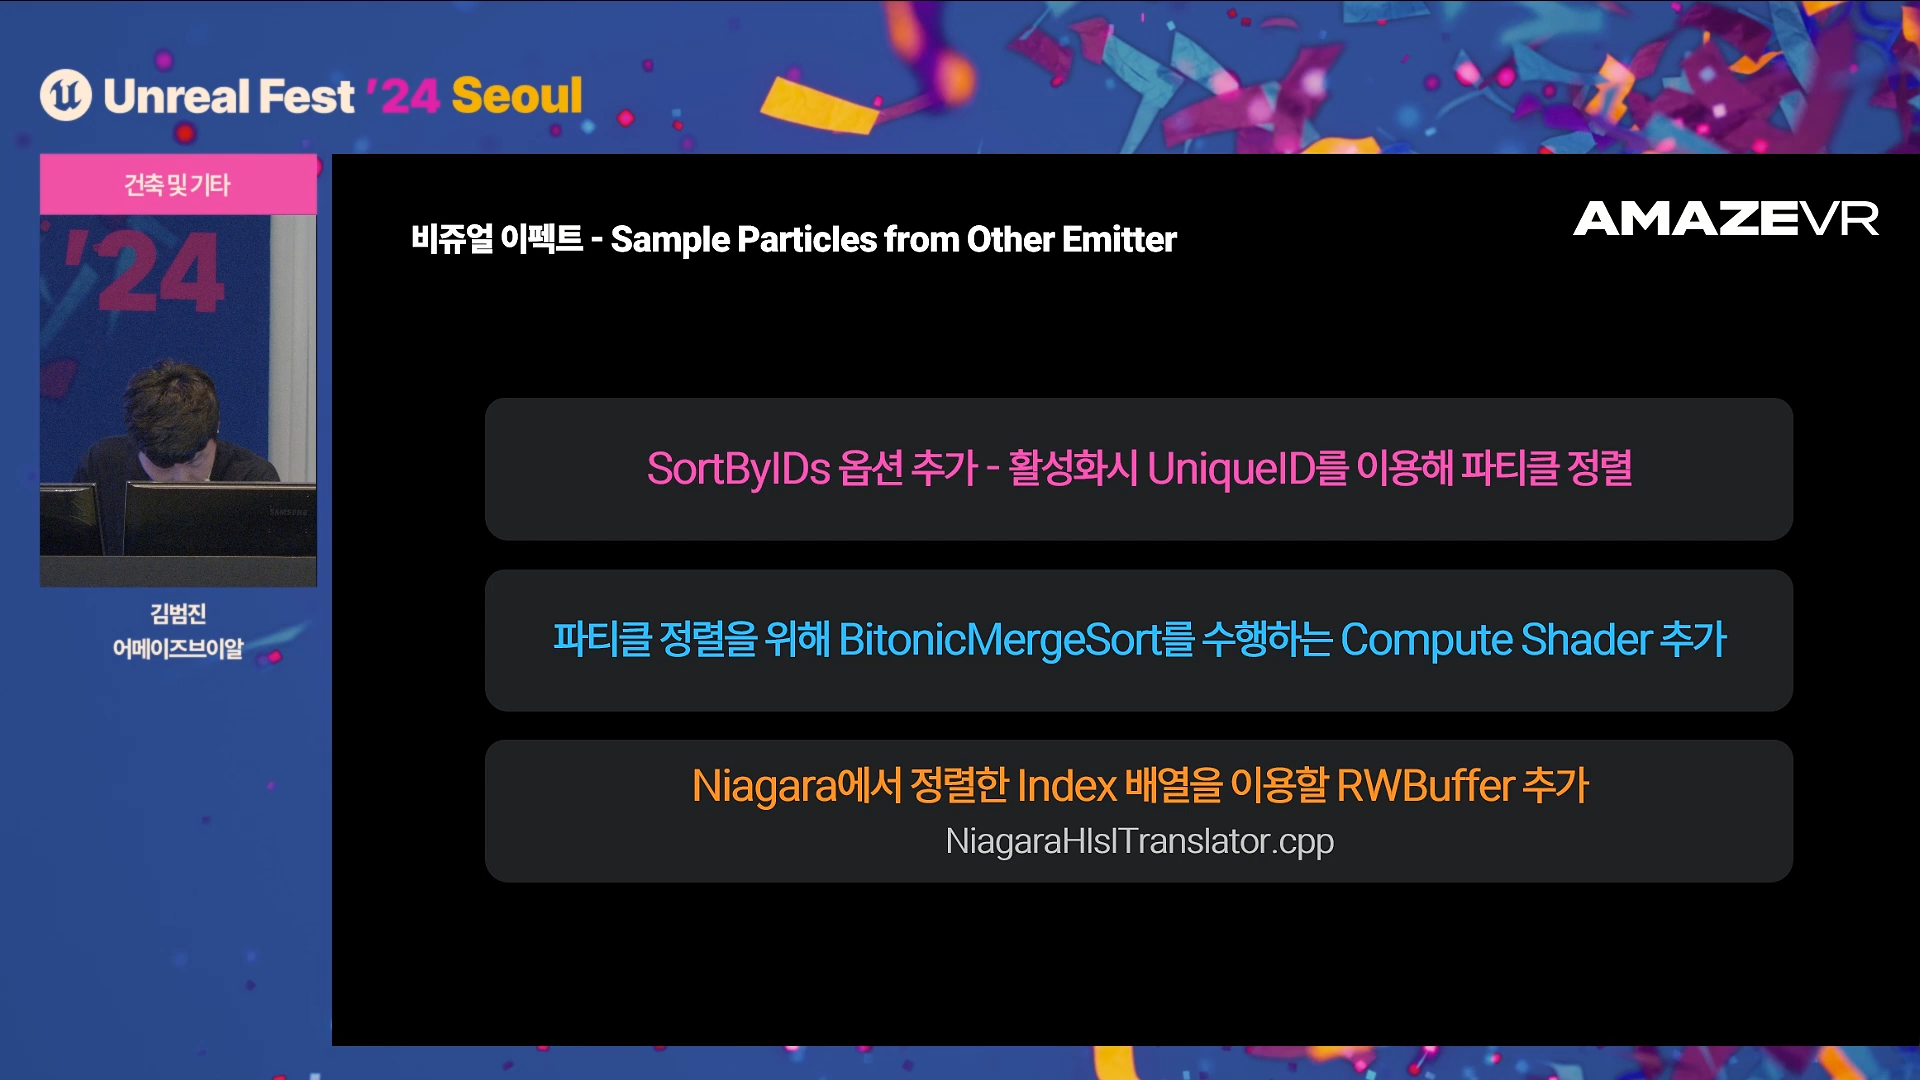 Unreal Fest '24 Seoul
건축 및 기타
'24
SAMSUNG
김범진
어메이즈브이알
AMAZEVR
비쥬얼 이펙트 - Sample Particles from Other Emitter
SortByIDs 옵션 추가 - 활성화시 UniqueID를 이용해 파티클 정렬
파티클 정렬을 위해 BitonicMergeSort를 수행하는 Compute Shader 추가
Niagara에서 정렬한 Index 배열을 이용할 RWBuffer 추가
NiagaraHlslTranslator.cpp